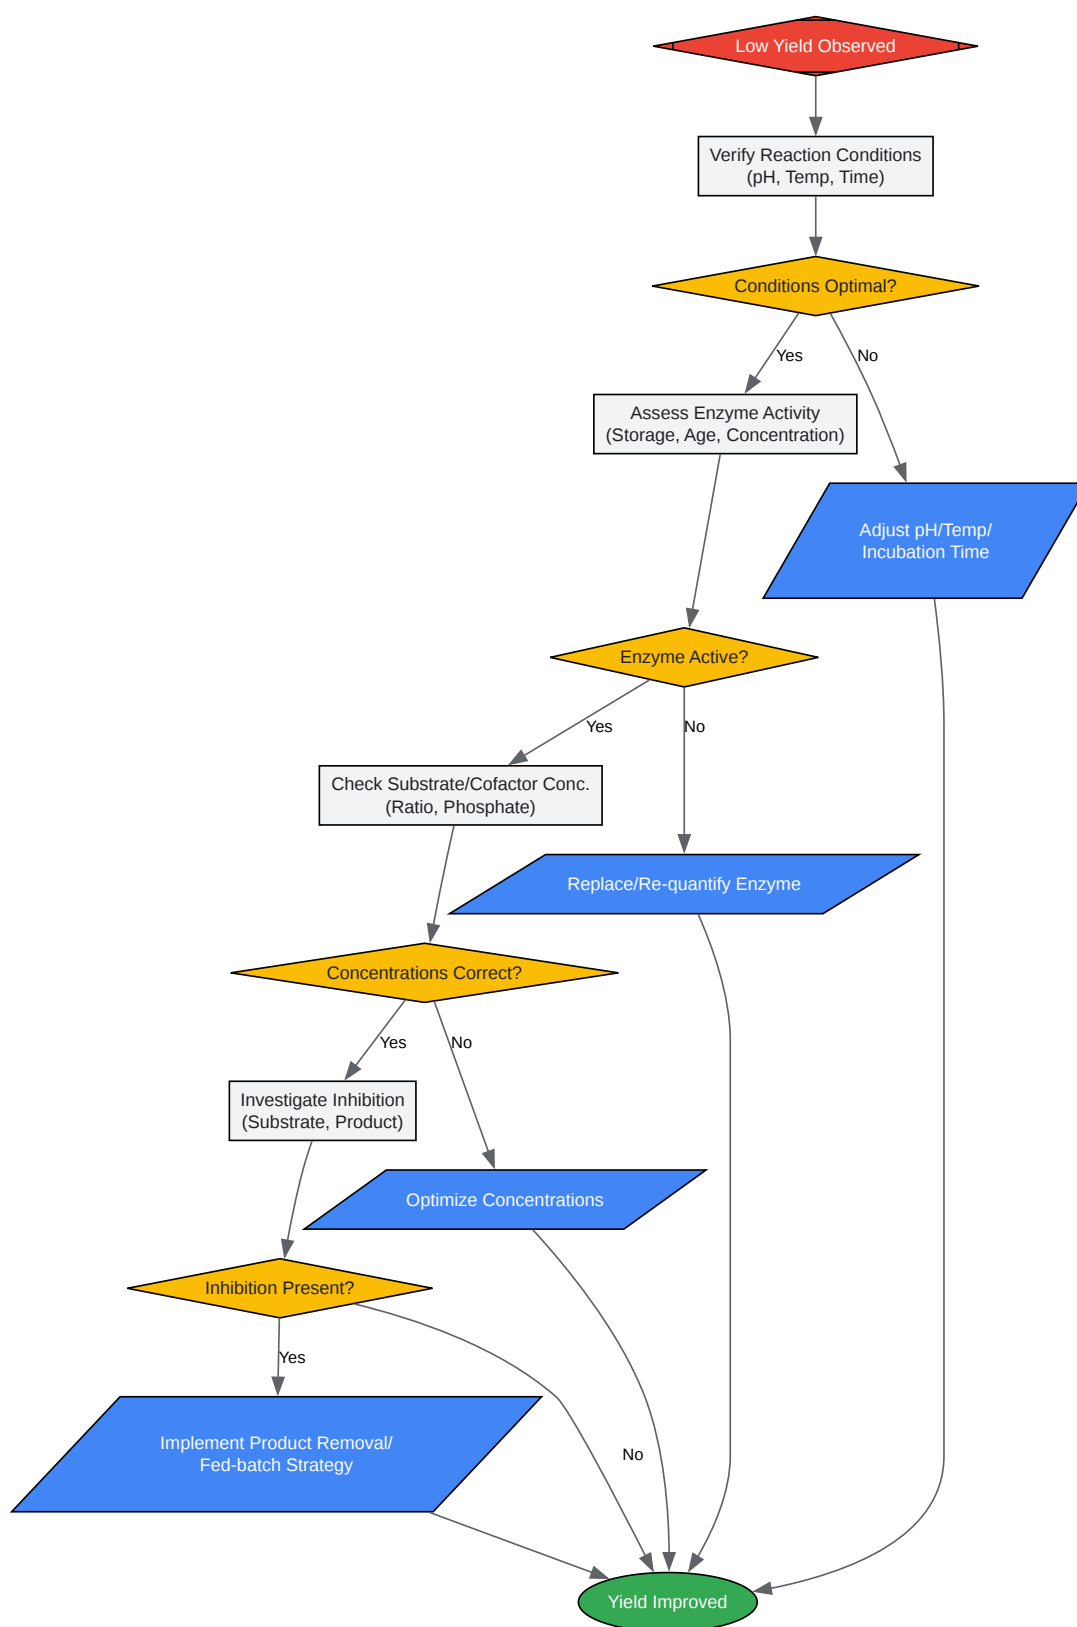 Low Yield Observed
Verify Reaction Conditions
(pH, Temp, Time)
Conditions Optimal?
Yes
No
Assess Enzyme Activity
(Storage, Age, Concentration)
Adjust pH/Temp/
Incubation Time
Enzyme Active?
Yes
No
Check Substrate/Cofactor Conc.
(Ratio, Phosphate)
Replace/Re-quantify Enzyme
Concentrations Correct?
Yes
No
Investigate Inhibition
(Substrate, Product)
Optimize Concentrations
Inhibition Present?
Yes
Implement Product Removal/
Fed-batch Strategy
No
Yield Improved